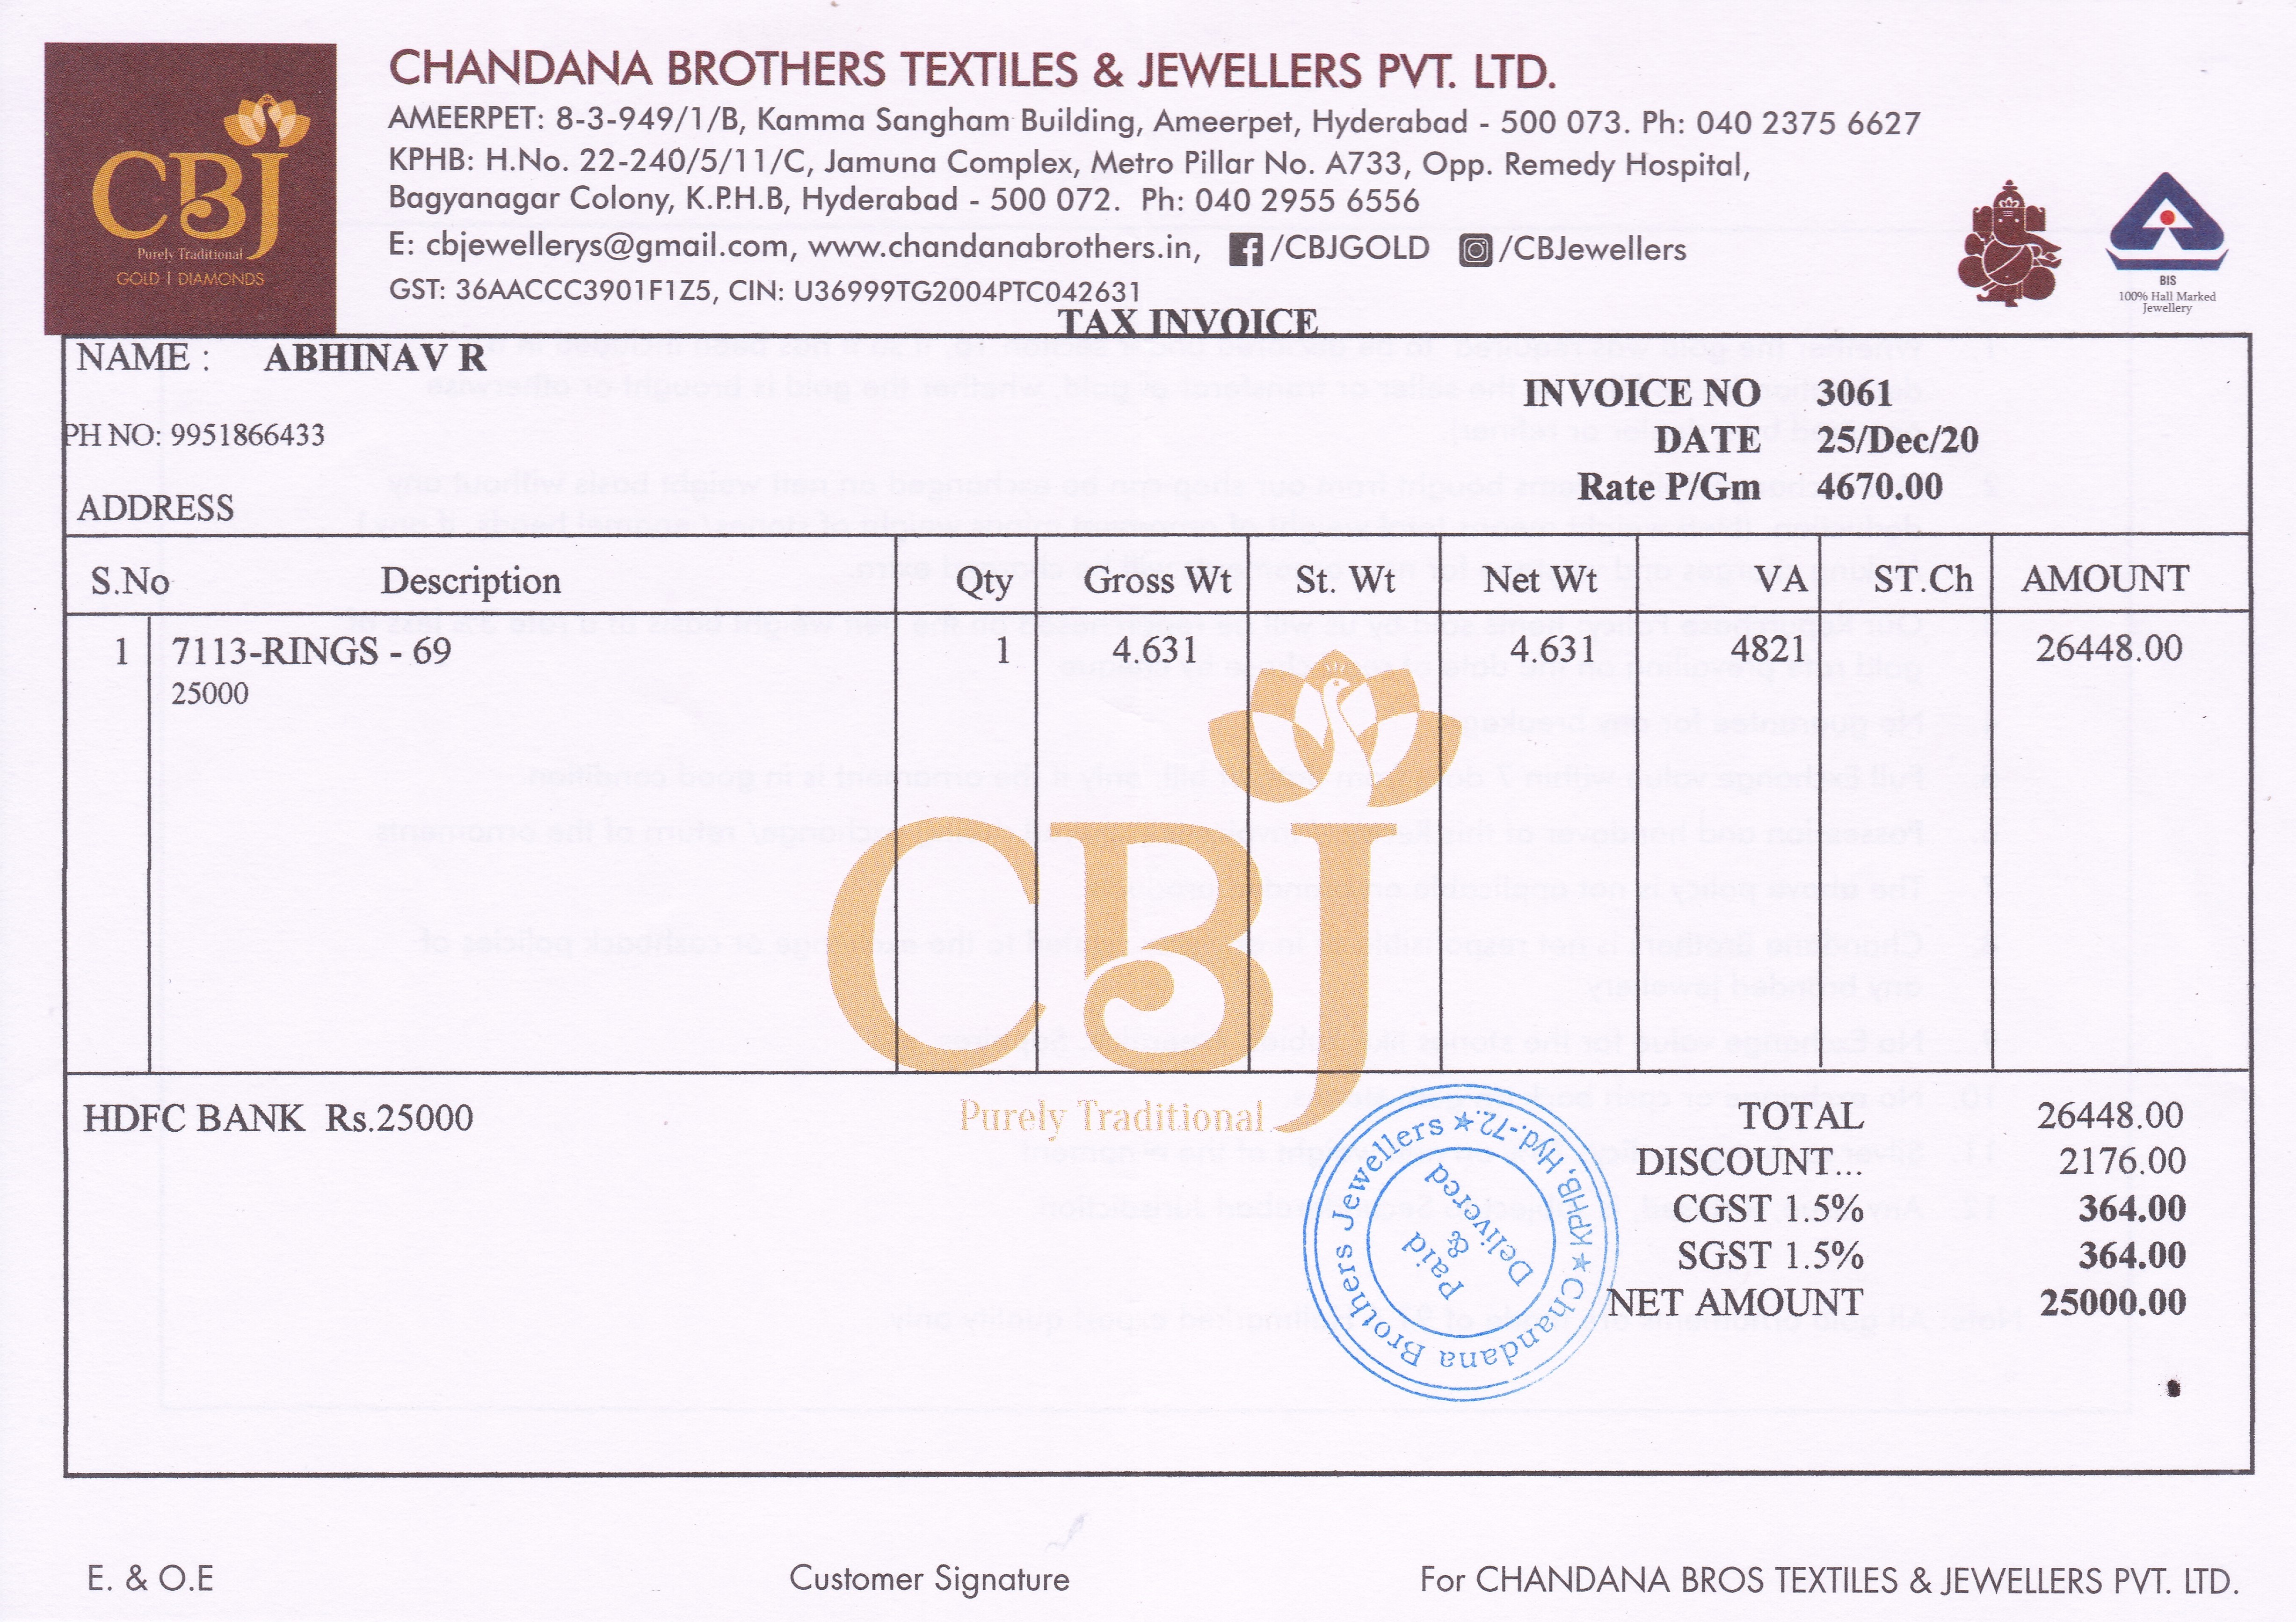 CBJ
Purely Traditional
GOLD | DIAMONDS
CHANDANA BROTHERS TEXTILES & JEWELLERS PVT. LTD.
AMEERPET: 8-3-949/1/B, Kamma Sangham Building, Ameerpet, Hyderabad - 500 073. Ph: 040 2375 6627
KPHB: H.No. 22-240/5/11/C, Jamuna Complex, Metro Pillar No. A733, Opp. Remedy Hospital,
Bagyanagar Colony, K.P.H.B, Hyderabad - 500 072. Ph: 040 2955 6556
E: cbjewellerys@gmail.com, www.chandanabrothers.in, /CBJGOLD /CBJewellers
GST: 36AACCC3901F1Z5, CIN: U36999TG2004PTC042631
BIS
100% Hall Marked
Jewellery
TAX INVOICE
NAME : ABHINAV R
PH NO: 9951866433
ADDRESS
INVOICE NO 3061
DATE 25/Dec/20
Rate P/Gm 4670.00
S.No Description Qty Gross Wt St. Wt Net Wt VA ST.Ch AMOUNT
1 7113-RINGS - 69 1 4.631 4.631 4821 26448.00
25000
CBJ
Purely Traditional
HDFC BANK Rs.25000
TOTAL 26448.00
DISCOUNT... 2176.00
CGST 1.5% 364.00
SGST 1.5% 364.00
NET AMOUNT 25000.00
Chandana Brothers Jewellers ★ KPHB, Hyd.-72. ★
Paid
&
Delivered
E. & O.E Customer Signature For CHANDANA BROS TEXTILES & JEWELLERS PVT. LTD.